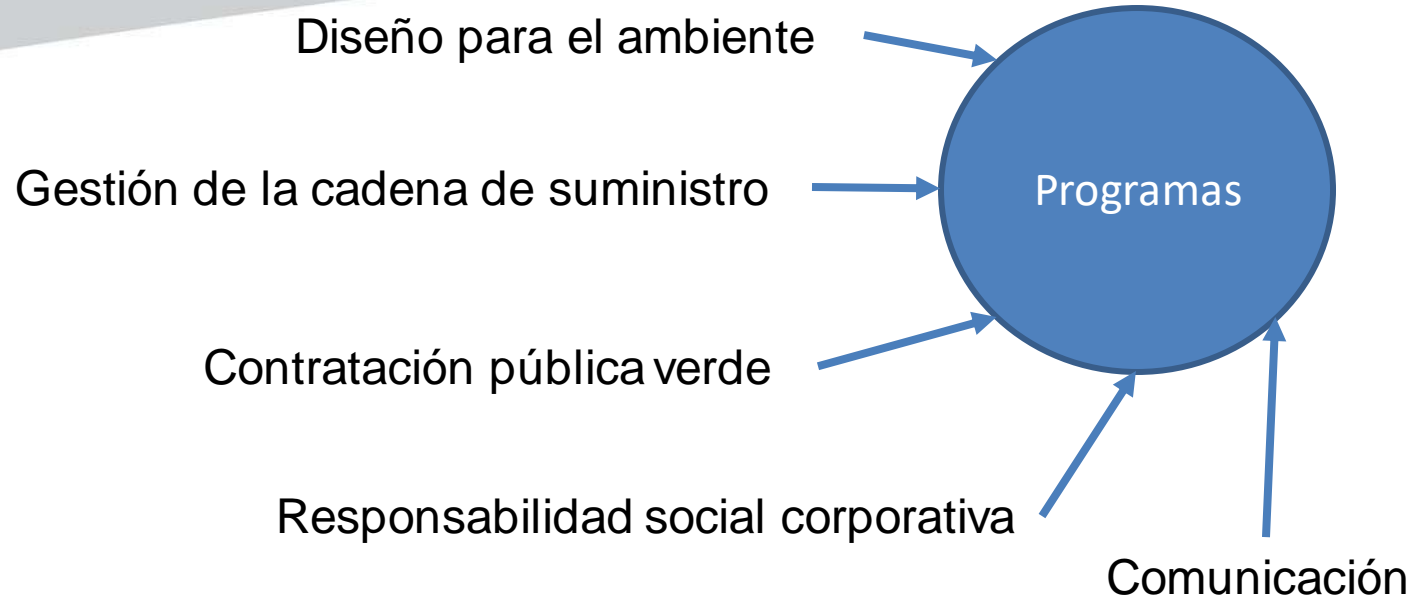 Diseño para el ambiente
Gestión de la cadena de suministro
Programas
Contratación pública verde
Responsabilidad social corporativa
Comunicación